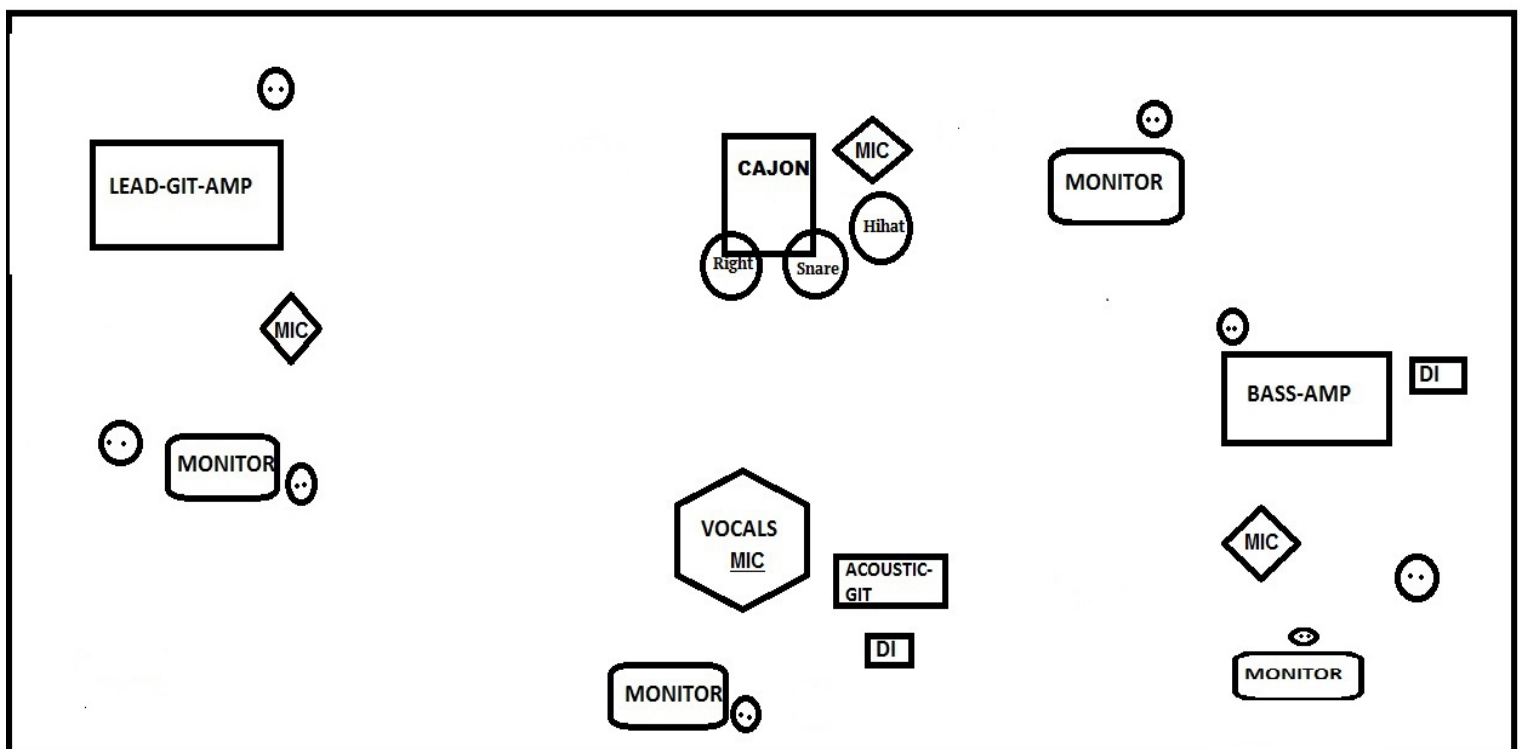 LEAD-GIT-AMP
CAJON
MIC
MONITOR
Hihat
Right
Snare
MIC
BASS-AMP
DI
MONITOR
VOCALS
MIC
ACOUSTIC-
GIT
MIC
DI
MONITOR
MONITOR